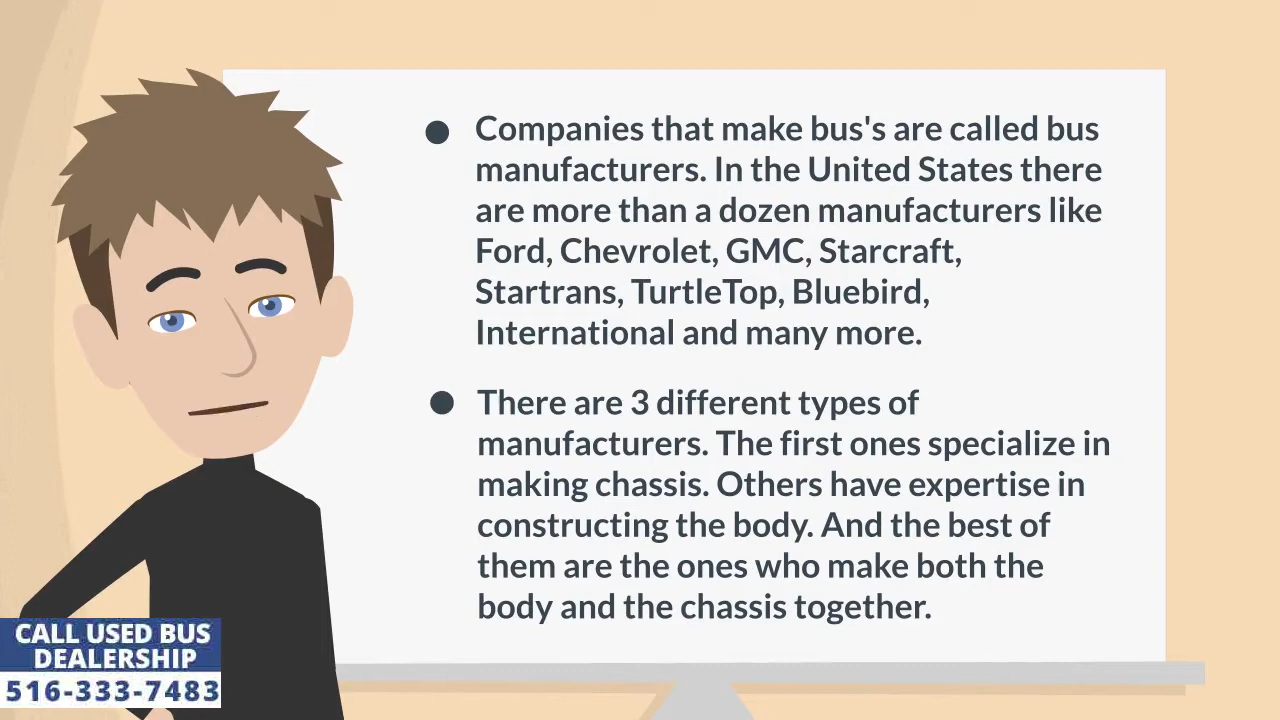 Companies that make bus's are called bus
manufacturers. In the United States there
are more than a dozen manufacturers like
Ford, Chevrolet, GMC, Starcraft,
Startrans, TurtleTop, Bluebird,
International and many more.
There are 3 different types of
manufacturers. The first ones specialize in
making chassis. Others have expertise in
constructing the body. And the best of
them are the ones who make both the
body and the chassis together.
CALL USED BUS
DEALERSHIP
516-333-7483